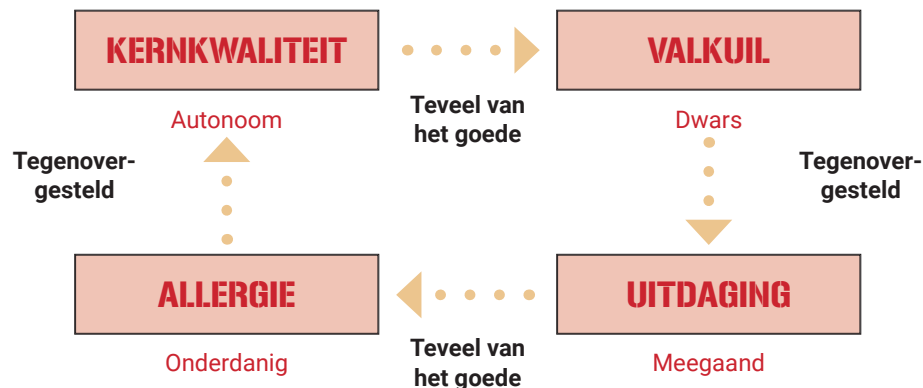 KERNKWALITEIT
VALKUIL
Autonoom
Teveel van
het goede
Dwars
Tegenover-
gesteld
Tegenover-
gesteld
ALLERGIE
UITDAGING
Onderdanig
Teveel van
het goede
Meegaand